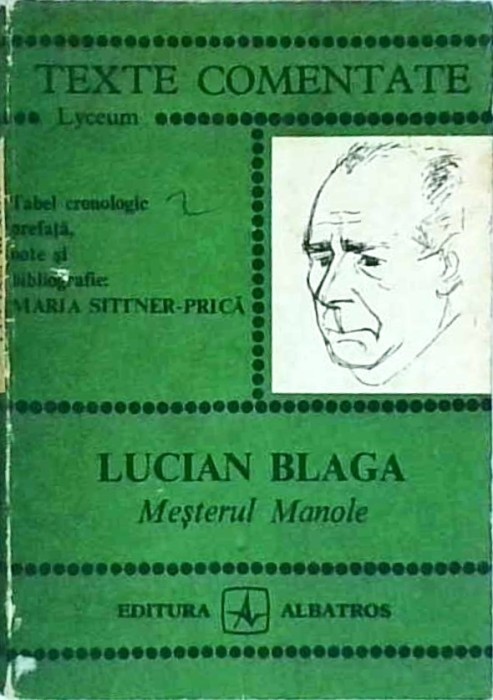 TEXTE COMENTATE
Lyceum
Tabel cronologic
prefață,
note și
bibliografie:
MARIA SITTNER-PRICĂ
LUCIAN BLAGA
Meșterul Manole
EDITURA ALBATROS